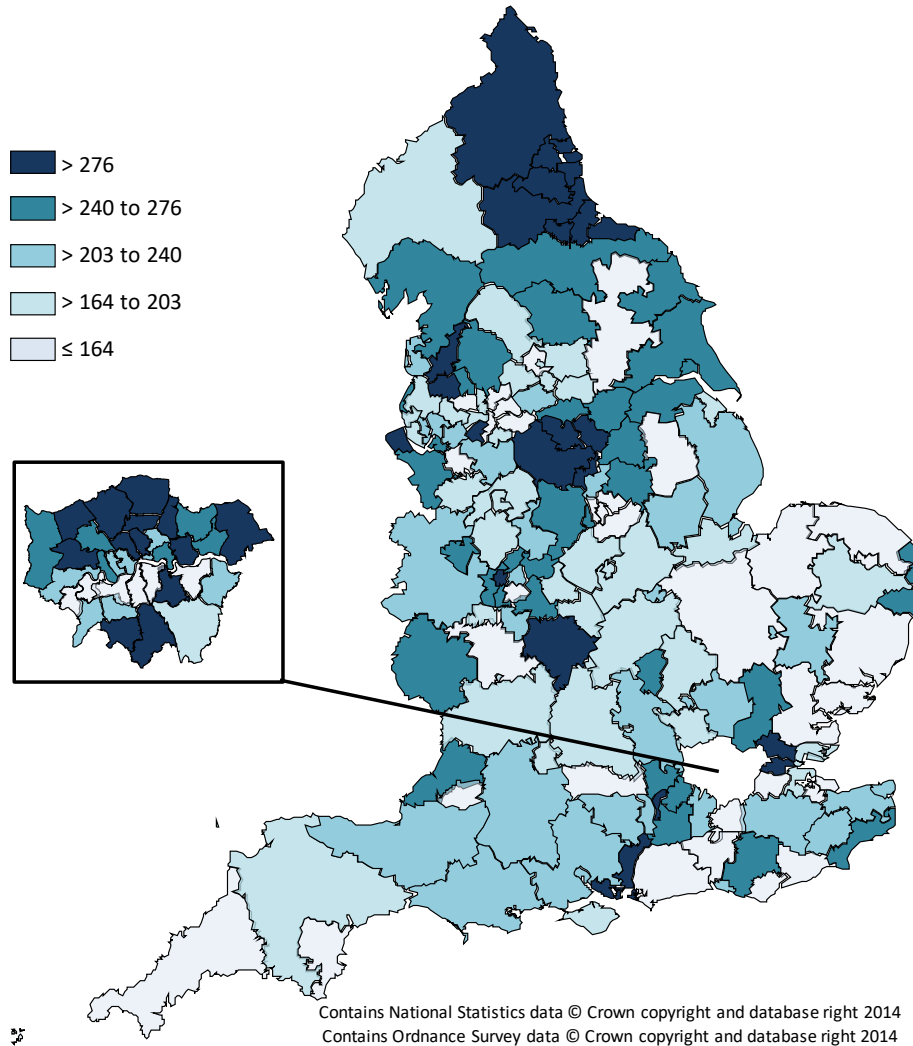 > 276
> 240 to 276
> 203 to 240
> 164 to 203
≤ 164
Contains National Statistics data © Crown copyright and database right 2014
Contains Ordnance Survey data © Crown copyright and database right 2014